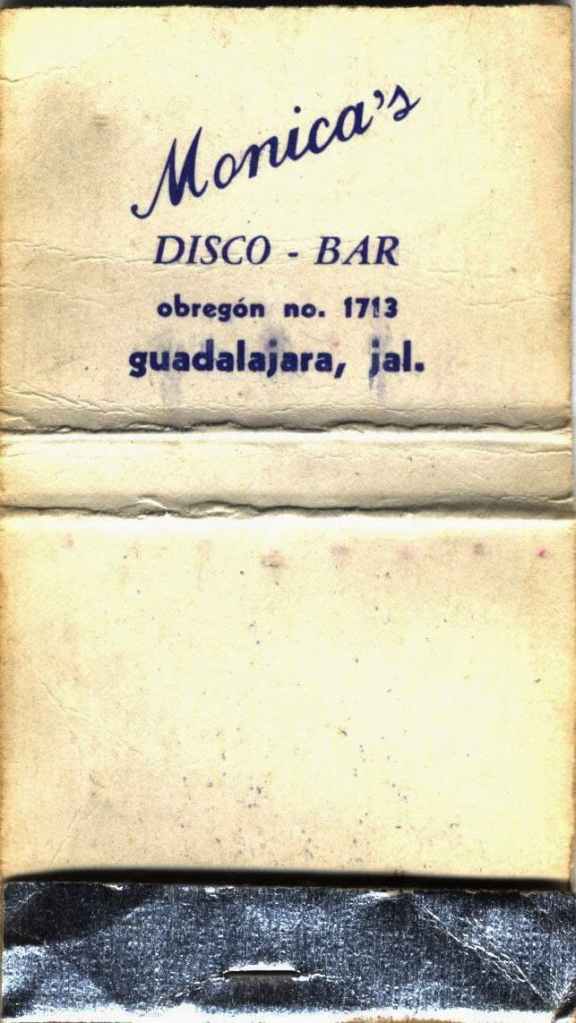 Monica's
DISCO - BAR
obregón no. 1713
guadalajara, jal.